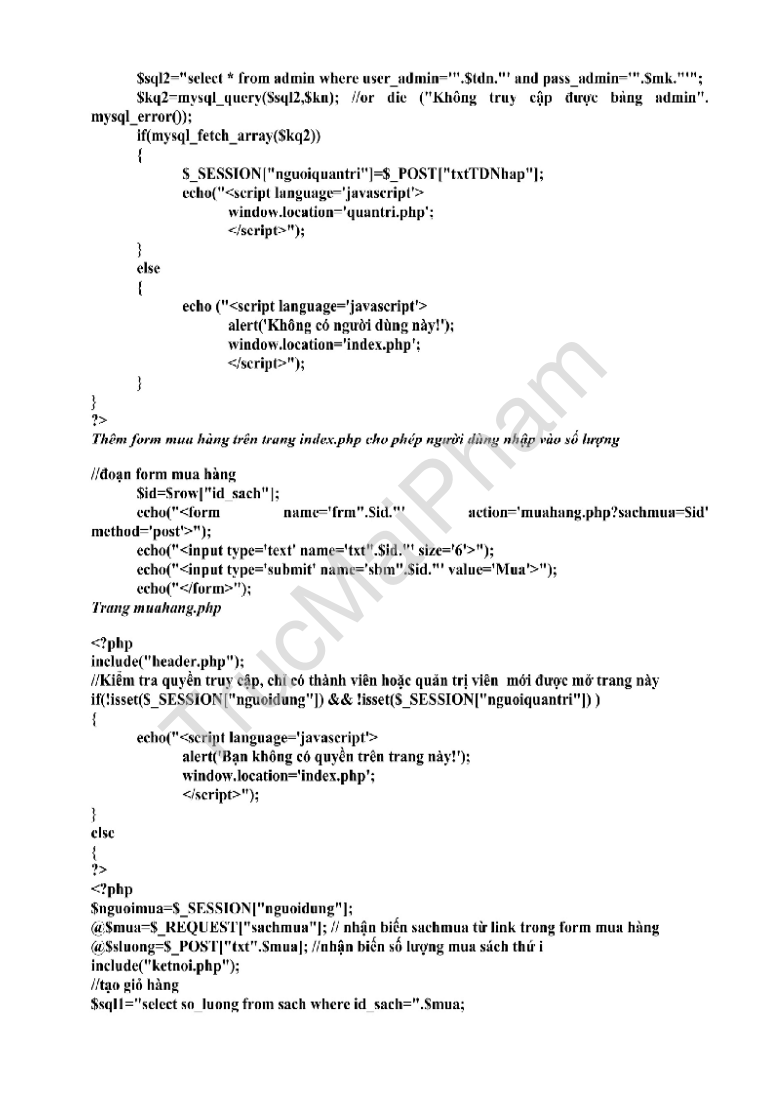 $sql2="select * from admin where user_admin='".$tdn."' and pass_admin='".$mk."'";
$kq2=mysql_query($sql2,$kn); //or die ("Không truy cập được bảng admin".
mysql_error());
if(mysql_fetch_array($kq2))
{
$_SESSION["nguoiquantri"]=$_POST["txtTDNhap"];
echo("<script language='javascript'>
window.location='quantri.php';
</script>");
}
else
{
echo ("<script language='javascript'>
alert('Không có người dùng này!');
window.location='index.php';
</script>");
}
}
?>
Thêm form mua hàng trên trang index.php cho phép người dùng nhập vào số lượng
//đoạn form mua hàng
$id=$row["id_sach"];
echo("<form name='frm".$id."' action='muahang.php?sachmua=$id'
method='post'>");
echo("<input type='text' name='txt".$id."' size='6'>");
echo("<input type='submit' name='sbm".$id."' value='Mua'>");
echo("</form>");
Trang muahang.php
<?php
include("header.php");
//Kiểm tra quyền truy cập, chỉ có thành viên hoặc quản trị viên mới được mở trang này
if(!isset($_SESSION["nguoidung"]) && !isset($_SESSION["nguoiquantri"]) )
{
echo("<script language='javascript'>
alert('Bạn không có quyền trên trang này!');
window.location='index.php';
</script>");
}
else
{
?>
<?php
$nguoimua=$_SESSION["nguoidung"];
@$mua=$_REQUEST["sachmua"]; // nhận biến sachmua từ link trong form mua hàng
@$sluong=$_POST["txt".$mua]; //nhận biến số lượng mua sách thứ i
include("ketnoi.php");
//tạo giỏ hàng
$sql1="select so_luong from sach where id_sach=".$mua;
TrucMaiPham